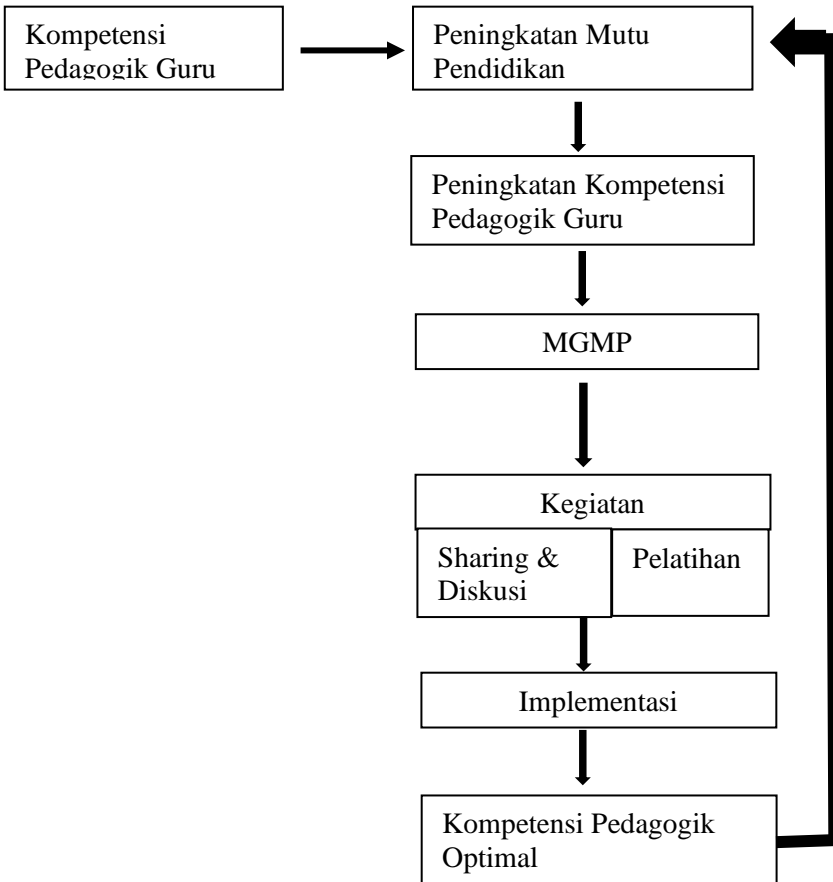 Kompetensi
Pedagogik Guru
Peningkatan Mutu
Pendidikan
Peningkatan Kompetensi
Pedagogik Guru
MGMP
Kegiatan
Sharing &
Diskusi
Pelatihan
Implementasi
Kompetensi Pedagogik
Optimal